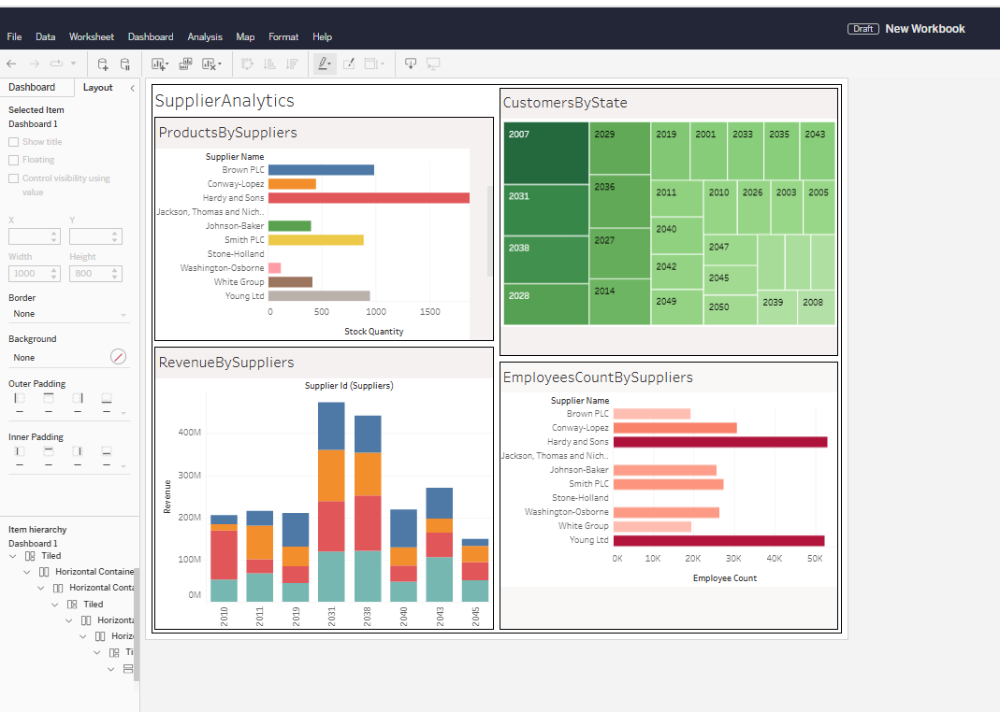 Draft New Workbook
File Data Worksheet Dashboard Analysis Map Format Help
Dashboard Layout
Selected Item
Dashboard 1
Show title
Floating
Control visibility using
value
X Y
Width Height
1000 800
Border
None
Background
None
Outer Padding
Inner Padding
Item hierarchy
Dashboard 1
Tiled
Horizontal Containe
Horizontal Conta
Tiled
Horizonta
Horiz
Ti
SupplierAnalytics
ProductsBySuppliers
Supplier Name
Brown PLC
Conway-Lopez
Hardy and Sons
Jackson, Thomas and Nich..
Johnson-Baker
Smith PLC
Stone-Holland
Washington-Osborne
White Group
Young Ltd
0 500 1000 1500
Stock Quantity
CustomersByState
2007 2029 2019 2001 2033 2035 2043
2036
2031 2011 2010 2026 2003 2005
2040
2027
2038 2047
2042
2045
2028 2014 2049 2050 2039 2008
RevenueBySuppliers
Supplier Id (Suppliers)
400M
300M
200M
100M
0M
Revenue
2010 2011 2019 2031 2038 2040 2043 2045
EmployeesCountBySuppliers
Supplier Name
Brown PLC
Conway-Lopez
Hardy and Sons
Jackson, Thomas and Nich..
Johnson-Baker
Smith PLC
Stone-Holland
Washington-Osborne
White Group
Young Ltd
0K 10K 20K 30K 40K 50K
Employee Count